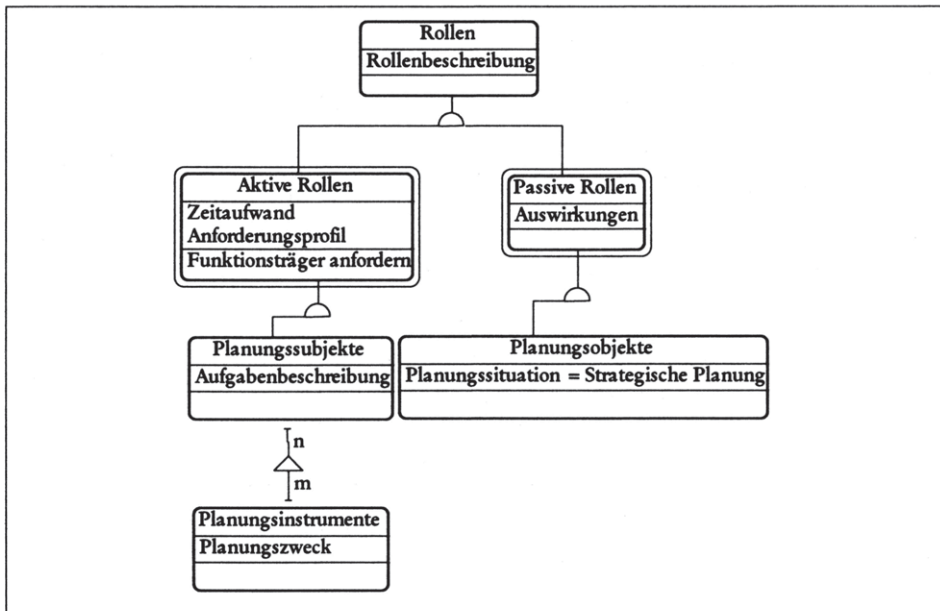 Rollen
Rollenbeschreibung
Aktive Rollen
Zeitaufwand
Anforderungsprofil
Funktionsträger anfordern
Passive Rollen
Auswirkungen
Planungssubjekte
Aufgabenbeschreibung
Planungsobjekte
Planungssituation = Strategische Planung
n
m
Planungsinstrumente
Planungszweck